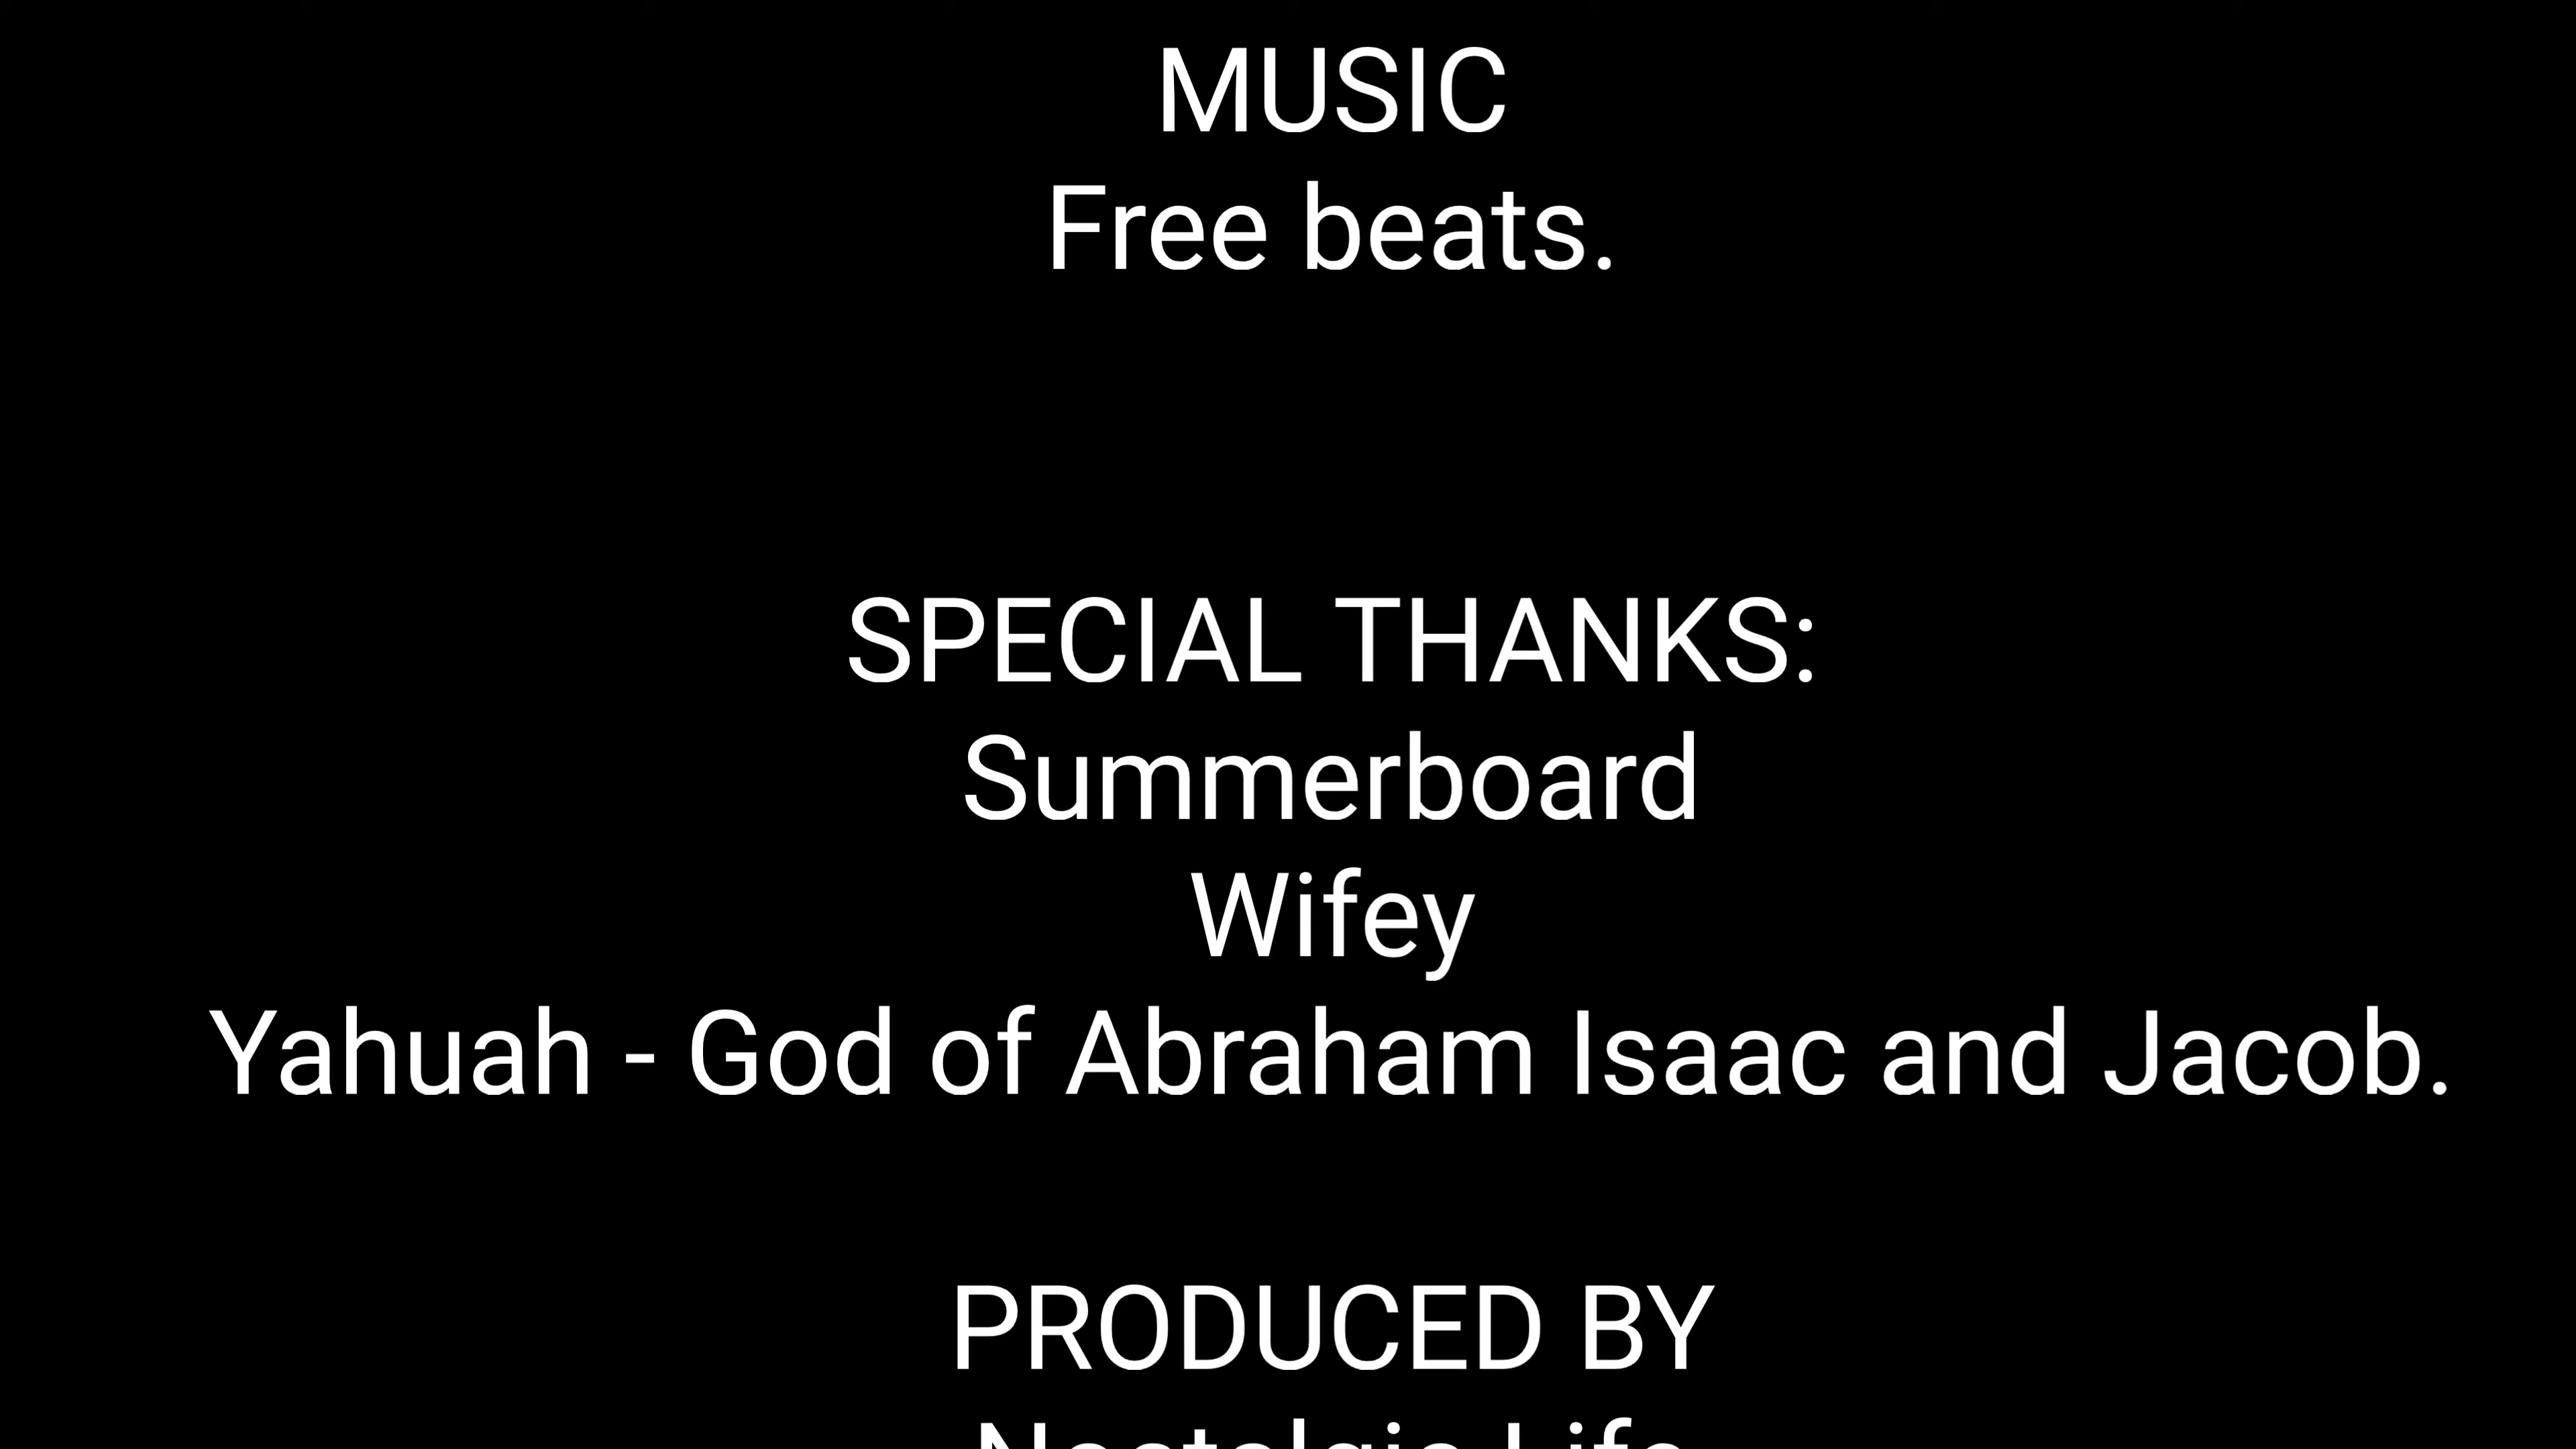 MUSIC
Free beats.
SPECIAL THANKS:
Summerboard
Wifey
Yahuah - God of Abraham Isaac and Jacob.
PRODUCED BY